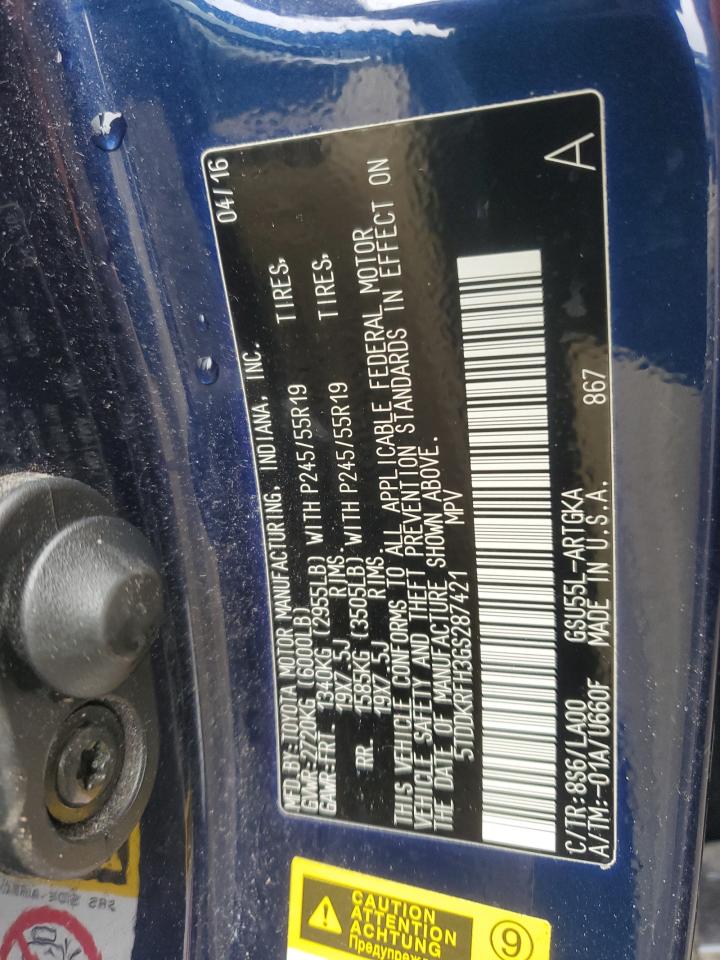 MFD.BY:TOYOTA MOTOR MANUFACTURING, INDIANA, INC. 04/16
GVWR-2720KG (6000LB)
GAWR-FRT. 1340KG (2955LB) WITH P245/55R19 TIRES,
19X7.5J RIMS.
RR. 1585KG (3505LB) WITH P245/55R19 TIRES,
19X7.5J RIMS
THIS VEHICLE CONFORMS TO ALL APPLICABLE FEDERAL MOTOR
VEHICLE SAFETY AND THEFT PREVENTION STANDARDS IN EFFECT ON
THE DATE OF MANUFACTURE SHOWN ABOVE.
5TDDKRFH3GS287421 MPV
C/TR:8S6/LA00 GSU55L-ARTGKA A
A/TM:-01A/U660F MADE IN U.S.A. 867
CAUTION
ATTENTION
ACHTUNG
9
SRS